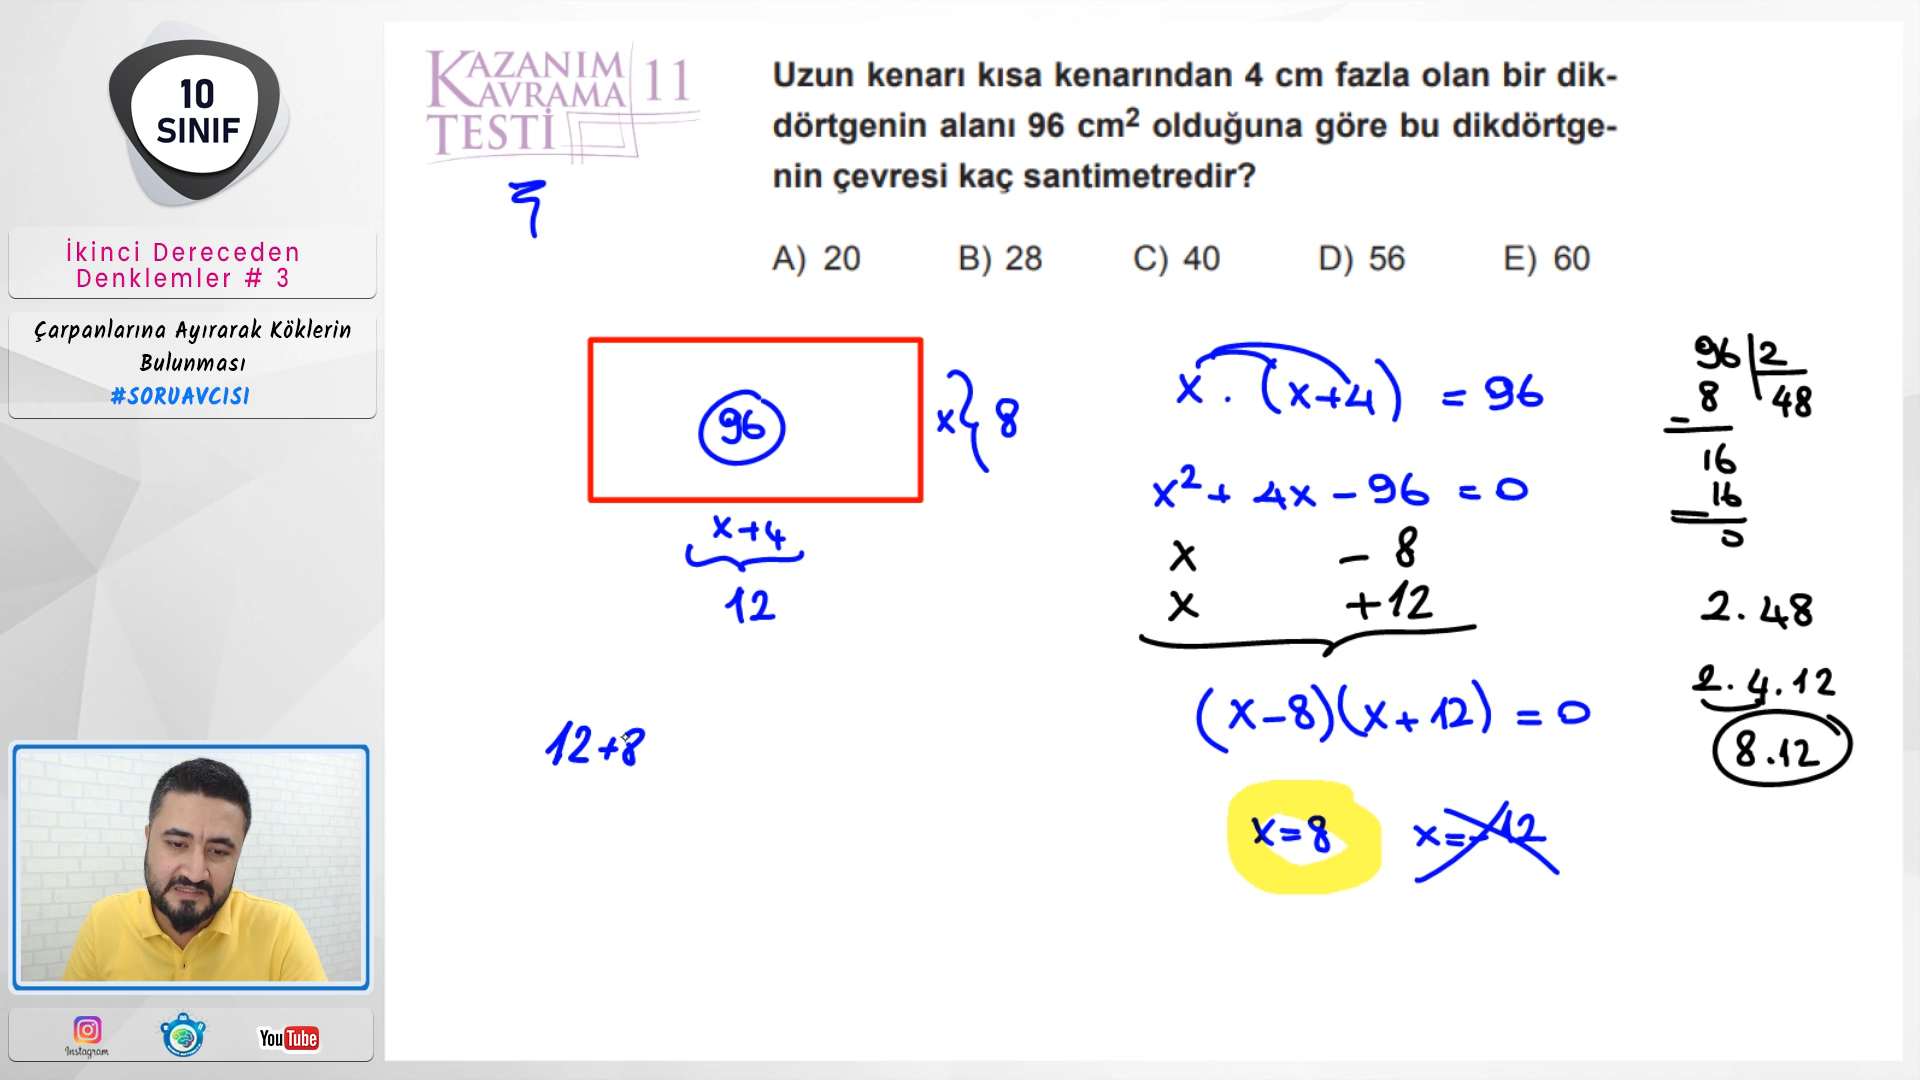 10
SINIF
İkinci Dereceden
Denklemler # 3
Çarpanlarına Ayırarak Köklerin
Bulunması
#SORUAVCISI
KAZANIM
KAVRAMA
TESTİ
11
Uzun kenarı kısa kenarından 4 cm fazla olan bir dik-
dörtgenin alanı 96 cm² olduğuna göre bu dikdörtge-
nin çevresi kaç santimetredir?
A) 20 B) 28 C) 40 D) 56 E) 60
96
x } 8
x+4
12
12+8
x . (x+4) = 96
x² + 4x - 96 = 0
x - 8
x +12
(x-8)(x+12) = 0
x=8 x=-12
96 | 2
8 48
-
16
16
0
2. 48
2. 4. 12
8.12
Instagram
YouTube